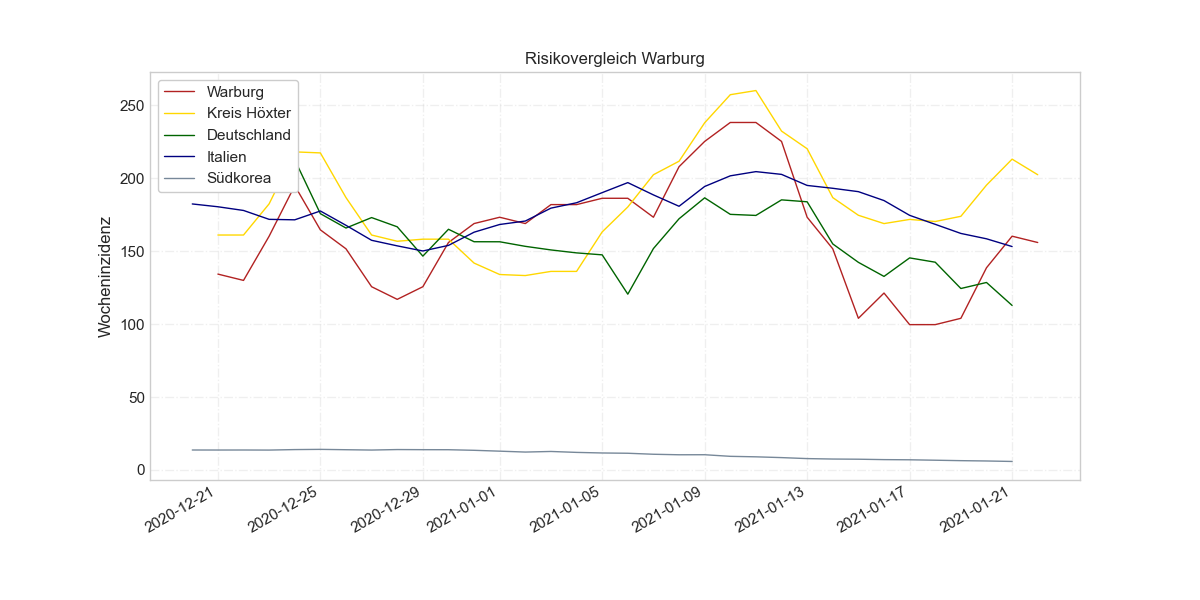 Risikovergleich Warburg
Warburg
Kreis Höxter
Deutschland
Italien
Südkorea
Wocheninzidenz
250
200
150
100
50
0
2020-12-21
2020-12-25
2020-12-29
2021-01-01
2021-01-05
2021-01-09
2021-01-13
2021-01-17
2021-01-21